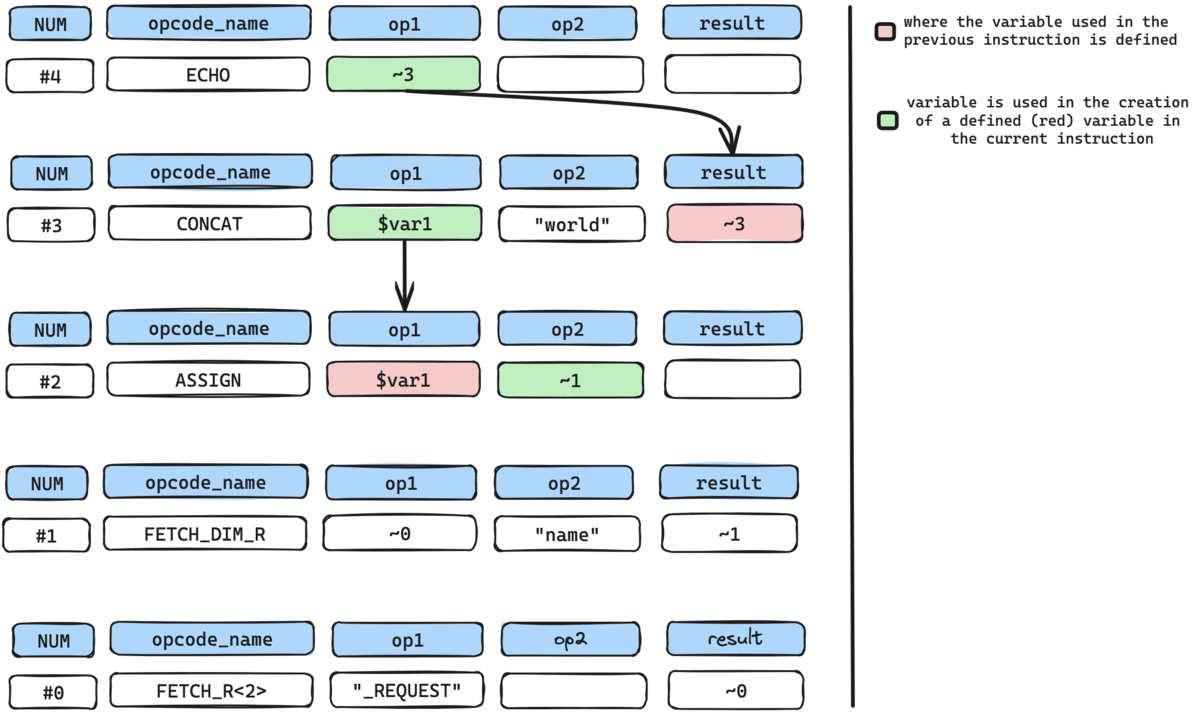 NUM opcode_name op1 op2 result
#4 ECHO ~3
NUM opcode_name op1 op2 result
#3 CONCAT $var1 "world" ~3
NUM opcode_name op1 op2 result
#2 ASSIGN $var1 ~1
NUM opcode_name op1 op2 result
#1 FETCH_DIM_R ~0 "name" ~1
NUM opcode_name op1 op2 result
#0 FETCH_R<2> "_REQUEST" ~0
where the variable used in the
previous instruction is defined
variable is used in the creation
of a defined (red) variable in
the current instruction